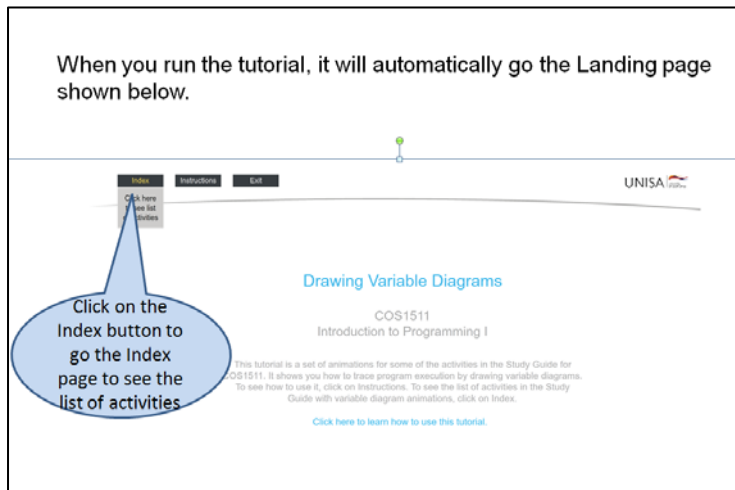 When you run the tutorial, it will automatically go the Landing page
shown below.
Index Instructions Exit
UNISA
Click here
to see list
activities
Click on the
Index button to
go the Index
page to see the
list of activities
Drawing Variable Diagrams
COS1511
Introduction to Programming I
This tutorial is a set of animations for some of the activities in the Study Guide for
COS1511. It shows you how to trace program execution by drawing variable diagrams.
To see how to use it, click on Instructions. To see the list of activities in the Study
Guide with variable diagram animations, click on Index.
Click here to learn how to use this tutorial.